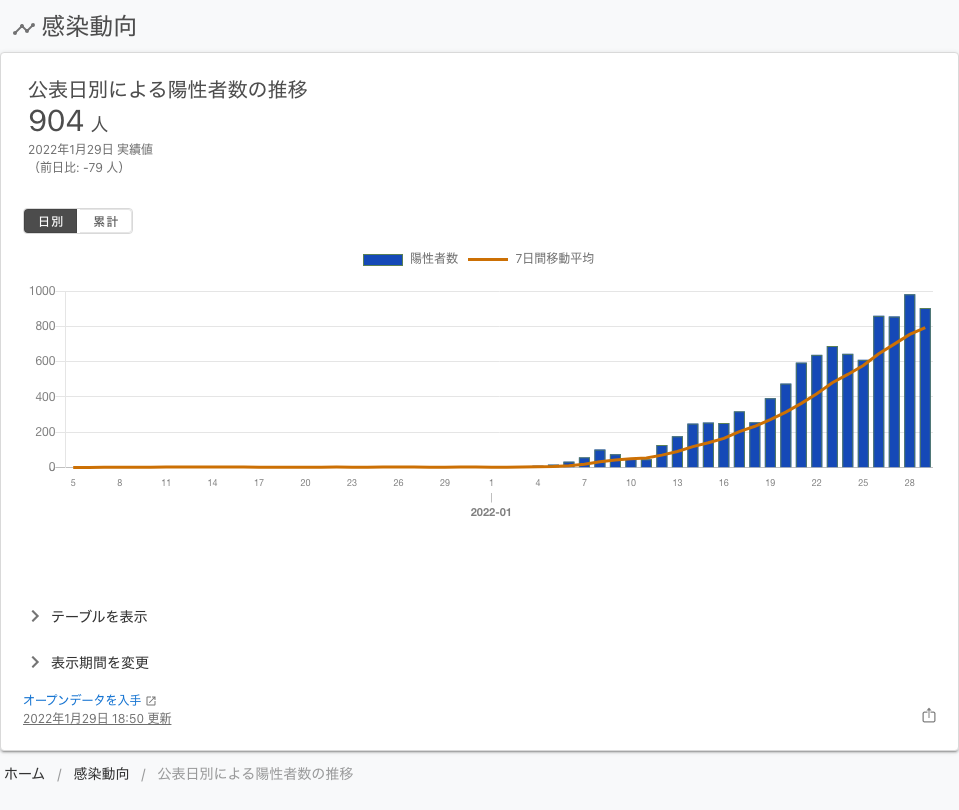 感染動向
公表日別による陽性者数の推移
904 人
2022年1月29日 実績値
（前日比: -79 人）
日別 累計
陽性者数 7日間移動平均
1000
800
600
400
200
0
5 8 11 14 17 20 23 26 29 1 4 7 10 13 16 19 22 25 28
2022-01
テーブルを表示
表示期間を変更
オープンデータを入手
2022年1月29日 18:50 更新
ホーム / 感染動向 / 公表日別による陽性者数の推移